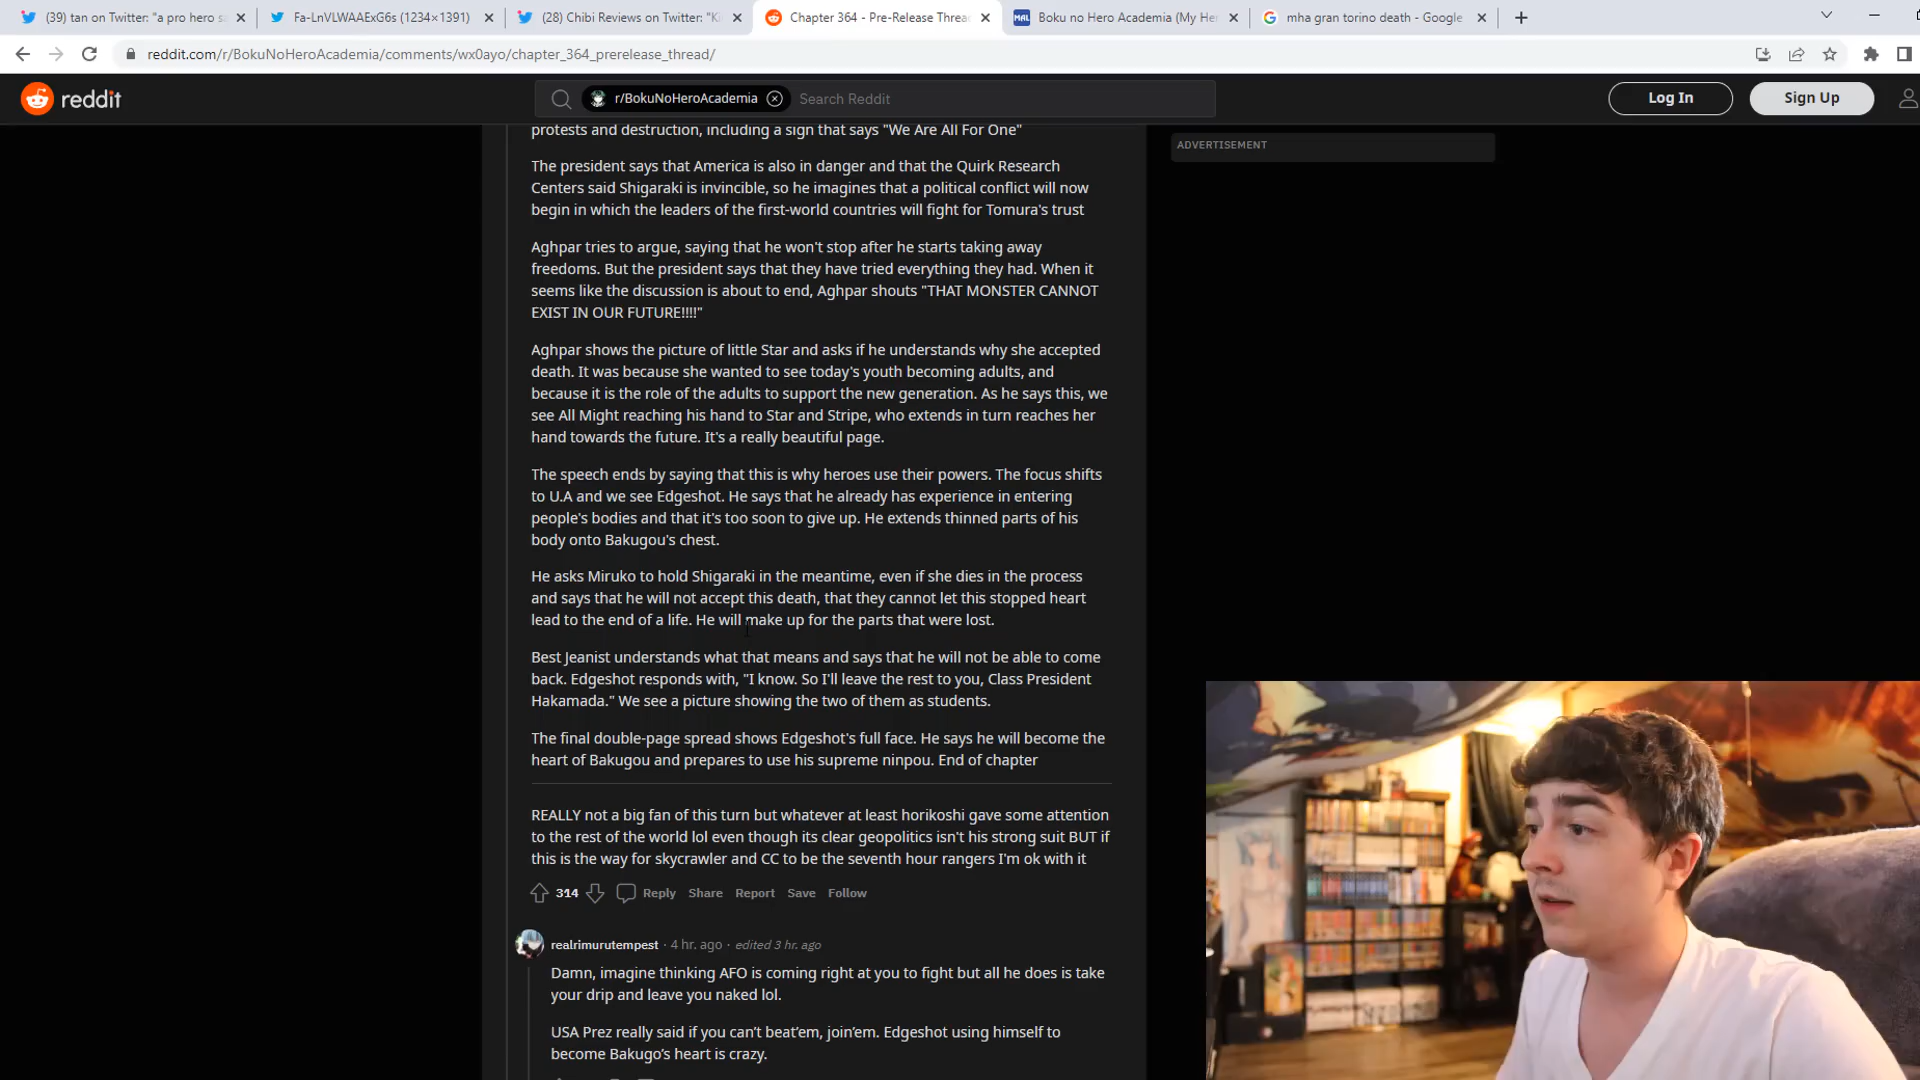 (39) tan on Twitter: "a pro hero s
Fa-LnVLWAAExG6s (1234×1391)
(28) Chibi Reviews on Twitter: "Ki
Chapter 364 - Pre-Release Threa
Boku no Hero Academia (My He
mha gran torino death - Google
reddit.com/r/BokuNoHeroAcademia/comments/wx0ayo/chapter_364_prerelease_thread/
reddit
r/BokuNoHeroAcademia
Search Reddit
Log In
Sign Up
protests and destruction, including a sign that says "We Are All For One"
ADVERTISEMENT
The president says that America is also in danger and that the Quirk Research
Centers said Shigaraki is invincible, so he imagines that a political conflict will now
begin in which the leaders of the first-world countries will fight for Tomura's trust
Aghpar tries to argue, saying that he won't stop after he starts taking away
freedoms. But the president says that they have tried everything they had. When it
seems like the discussion is about to end, Aghpar shouts "THAT MONSTER CANNOT
EXIST IN OUR FUTURE!!!!"
Aghpar shows the picture of little Star and asks if he understands why she accepted
death. It was because she wanted to see today's youth becoming adults, and
because it is the role of the adults to support the new generation. As he says this, we
see All Might reaching his hand to Star and Stripe, who extends in turn reaches her
hand towards the future. It's a really beautiful page.
The speech ends by saying that this is why heroes use their powers. The focus shifts
to U.A and we see Edgeshot. He says that he already has experience in entering
people's bodies and that it's too soon to give up. He extends thinned parts of his
body onto Bakugou's chest.
He asks Miruko to hold Shigaraki in the meantime, even if she dies in the process
and says that he will not accept this death, that they cannot let this stopped heart
lead to the end of a life. He will make up for the parts that were lost.
Best Jeanist understands what that means and says that he will not be able to come
back. Edgeshot responds with, "I know. So I'll leave the rest to you, Class President
Hakamada." We see a picture showing the two of them as students.
The final double-page spread shows Edgeshot's full face. He says he will become the
heart of Bakugou and prepares to use his supreme ninpou. End of chapter
REALLY not a big fan of this turn but whatever at least horikoshi gave some attention
to the rest of the world lol even though its clear geopolitics isn't his strong suit BUT if
this is the way for skycrawler and CC to be the seventh hour rangers I'm ok with it
314 Reply Share Report Save Follow
realrimurutempest · 4 hr. ago · edited 3 hr. ago
Damn, imagine thinking AFO is coming right at you to fight but all he does is take
your drip and leave you naked lol.
USA Prez really said if you can't beat'em, join'em. Edgeshot using himself to
become Bakugo's heart is crazy.